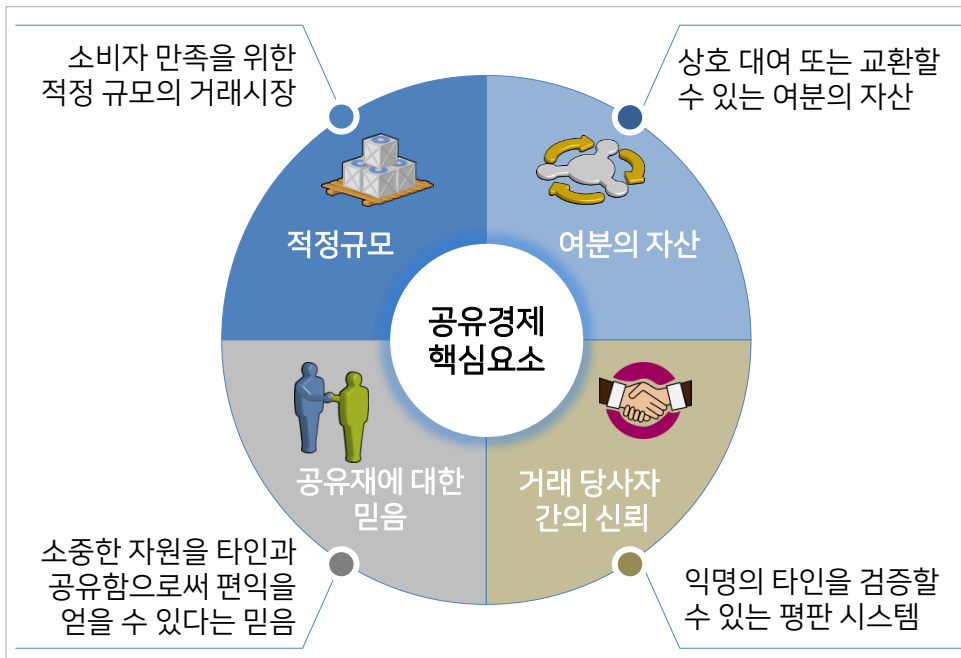 소비자 만족을 위한
적정 규모의 거래시장
상호 대여 또는 교환할
수 있는 여분의 자산
적정규모
여분의 자산
공유경제
핵심요소
공유재에 대한
믿음
거래 당사자
간의 신뢰
소중한 자원을 타인과
공유함으로써 편익을
얻을 수 있다는 믿음
익명의 타인을 검증할
수 있는 평판 시스템